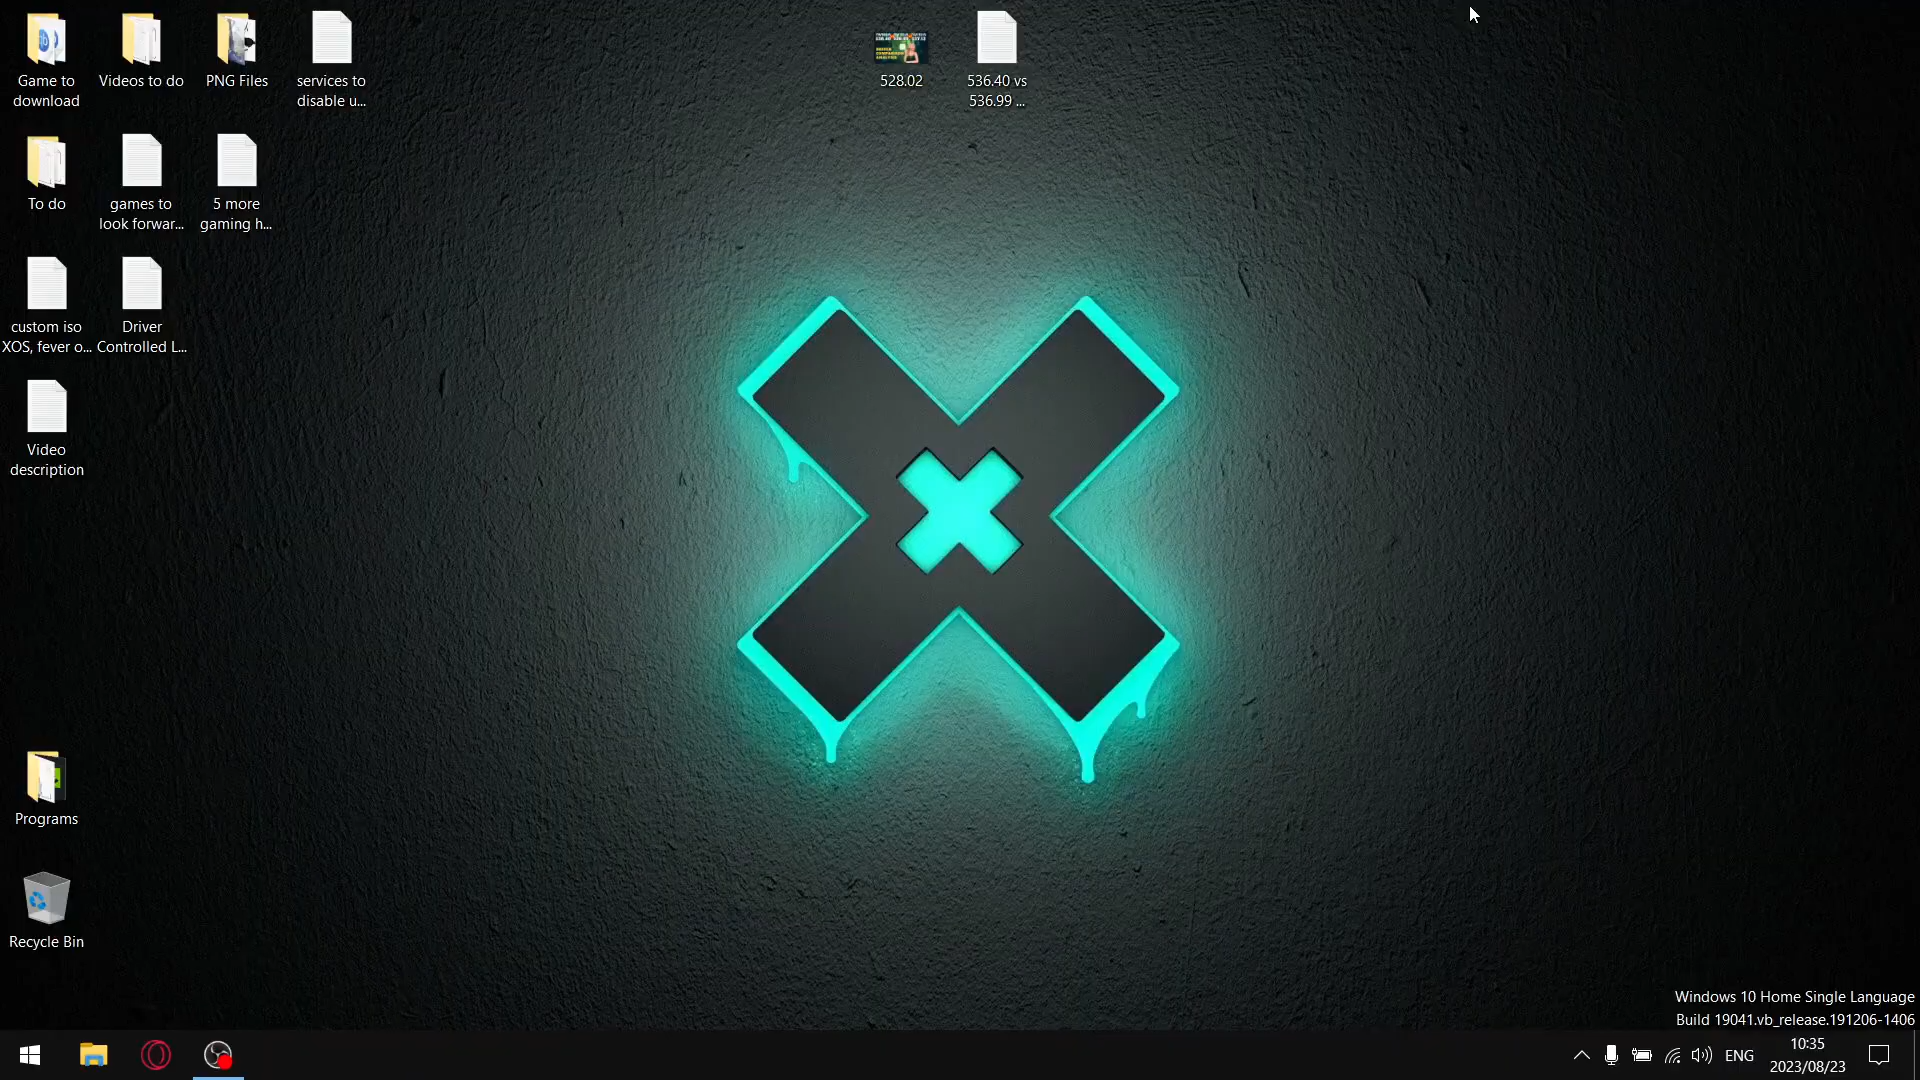 Game to
download
Videos to do
PNG Files
services to
disable u...
528.02
536.40 vs
536.99 ...
To do
games to
look forwar...
5 more
gaming h...
custom iso
XOS, fever o...
Driver
Controlled L...
Video
description
Programs
Recycle Bin
Windows 10 Home Single Language
Build 19041.vb_release.191206-1406
ENG
10:35
2023/08/23